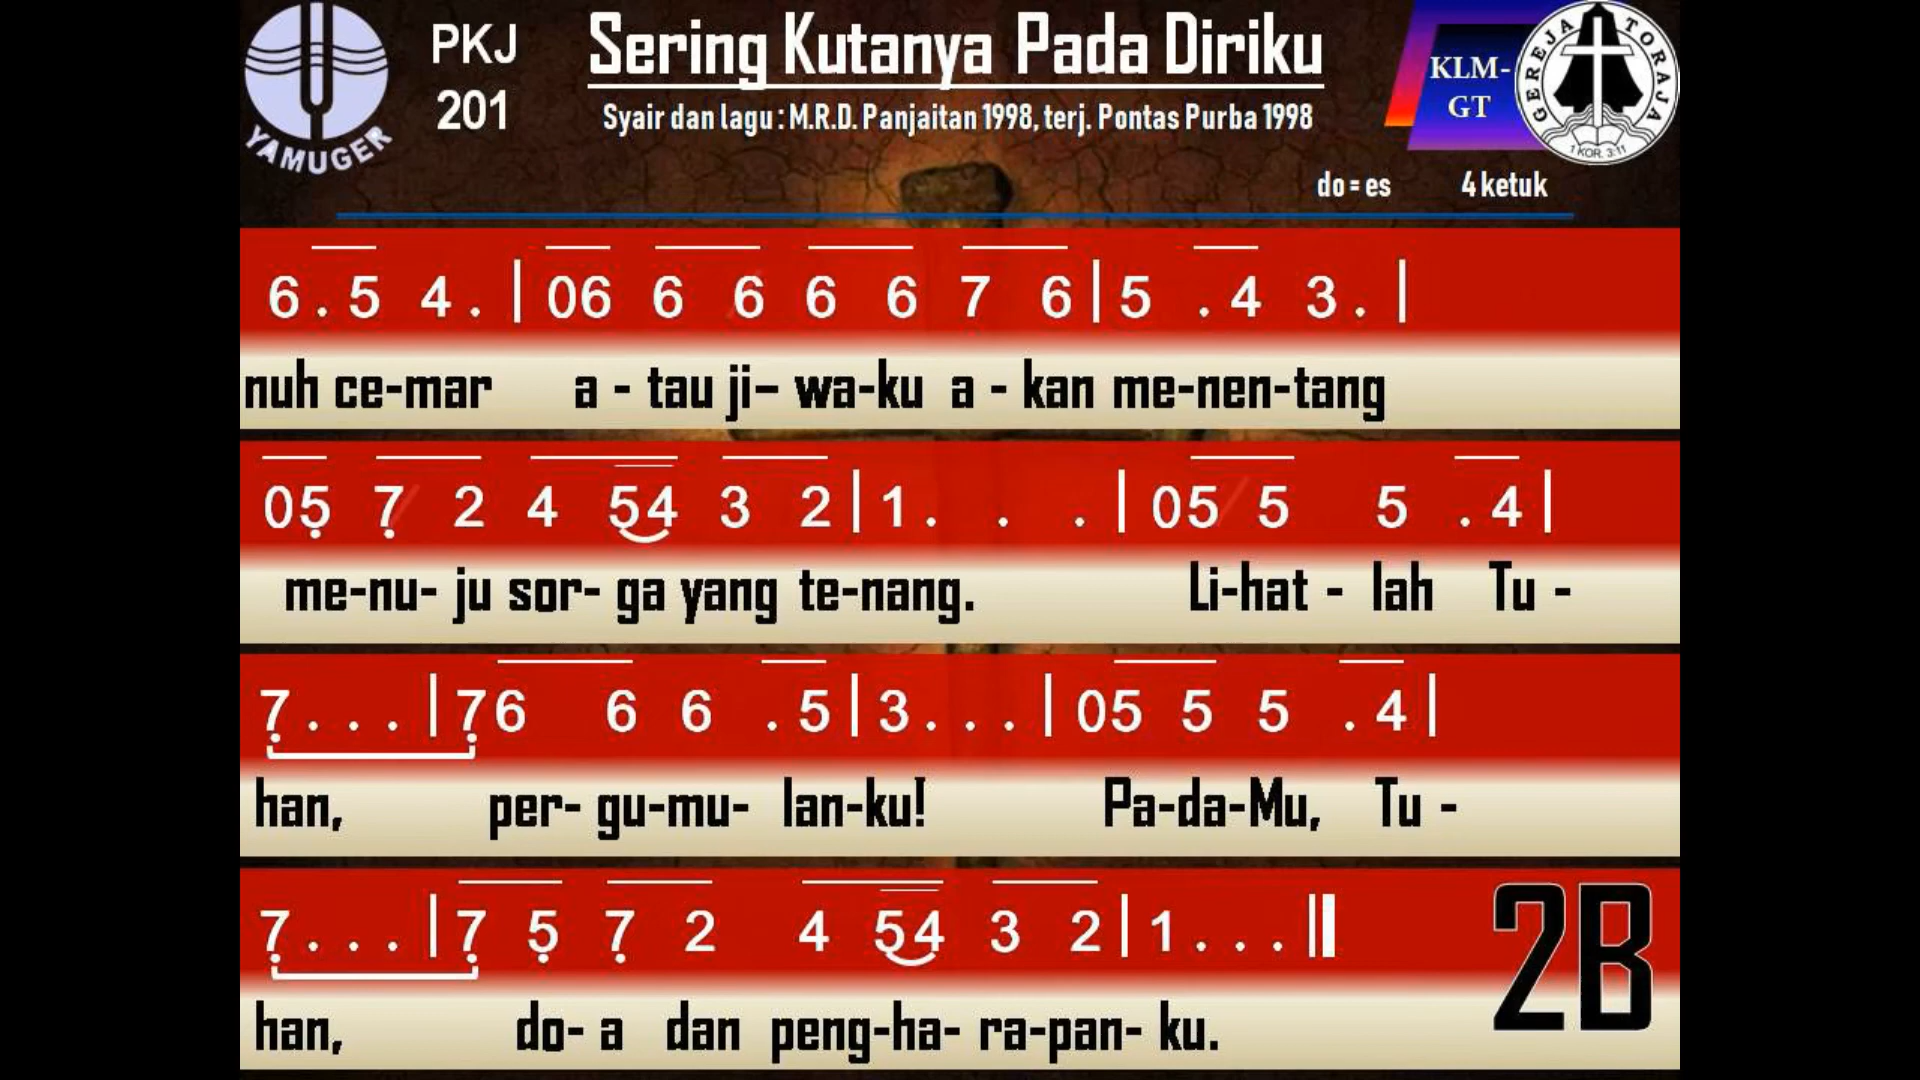 YAMUGER
PKJ
201
Sering Kutanya Pada Diriku
Syair dan lagu : M.R.D. Panjaitan 1998, terj. Pontas Purba 1998
KLM-
GT
GEREJA TORAJA
1 KOR. 3:11
do = es 4 ketuk
6 . 5 4 . | 06 6 6 6 6 7 6 | 5 . 4 3 . |
nuh ce-mar a - tau ji– wa-ku a - kan me-nen-tang
05̣ 7̣ 2 4 54 3 2 | 1 . . . | 05 5 5 . 4 |
me-nu- ju sor- ga yang te-nang. Li-hat - lah Tu -
7̣ . . . | 7̣6 6 6 . 5 | 3 . . . | 05 5 5 . 4 |
han, per- gu-mu- lan-ku! Pa-da-Mu, Tu -
7̣ . . . | 7̣ 5̣ 7̣ 2 4 54 3 2 | 1 . . . ||
han, do- a dan peng-ha- ra-pan- ku.
2B